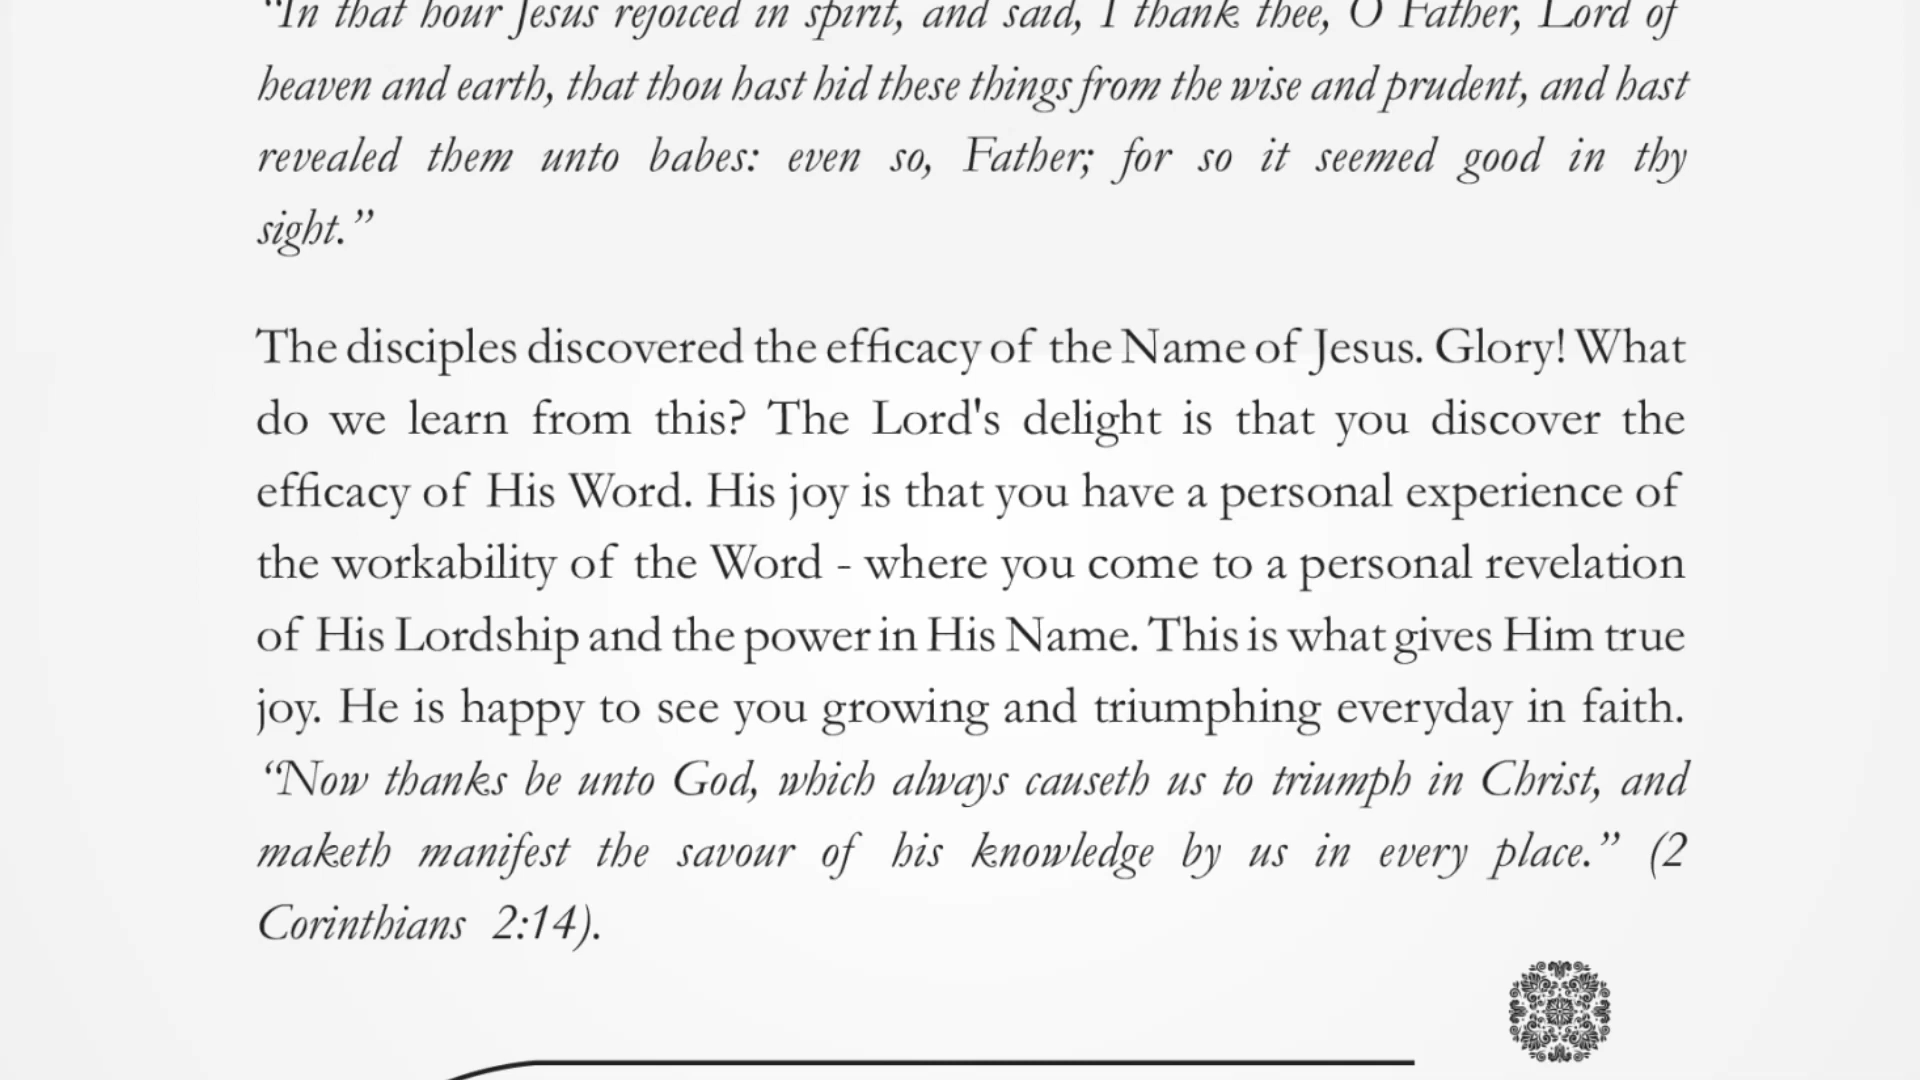 “In that hour Jesus rejoiced in spirit, and said, I thank thee, O Father, Lord of
heaven and earth, that thou hast hid these things from the wise and prudent, and hast
revealed them unto babes: even so, Father; for so it seemed good in thy
sight.”
The disciples discovered the efficacy of the Name of Jesus. Glory! What
do we learn from this? The Lord's delight is that you discover the
efficacy of His Word. His joy is that you have a personal experience of
the workability of the Word - where you come to a personal revelation
of His Lordship and the power in His Name. This is what gives Him true
joy. He is happy to see you growing and triumphing everyday in faith.
“Now thanks be unto God, which always causeth us to triumph in Christ, and
maketh manifest the savour of his knowledge by us in every place.” (2
Corinthians 2:14).